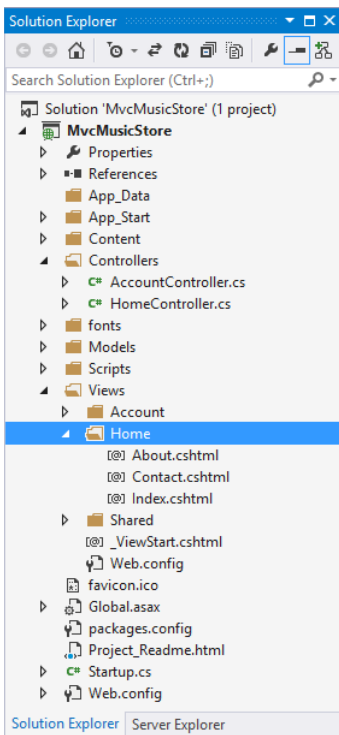 Solution Explorer
Search Solution Explorer (Ctrl+;)
Solution 'MvcMusicStore' (1 project)
MvcMusicStore
Properties
References
App_Data
App_Start
Content
Controllers
C# AccountController.cs
C# HomeController.cs
fonts
Models
Scripts
Views
Account
Home
[@] About.cshtml
[@] Contact.cshtml
[@] Index.cshtml
Shared
[@] _ViewStart.cshtml
Web.config
favicon.ico
Global.asax
packages.config
Project_Readme.html
C# Startup.cs
Web.config
Solution Explorer Server Explorer